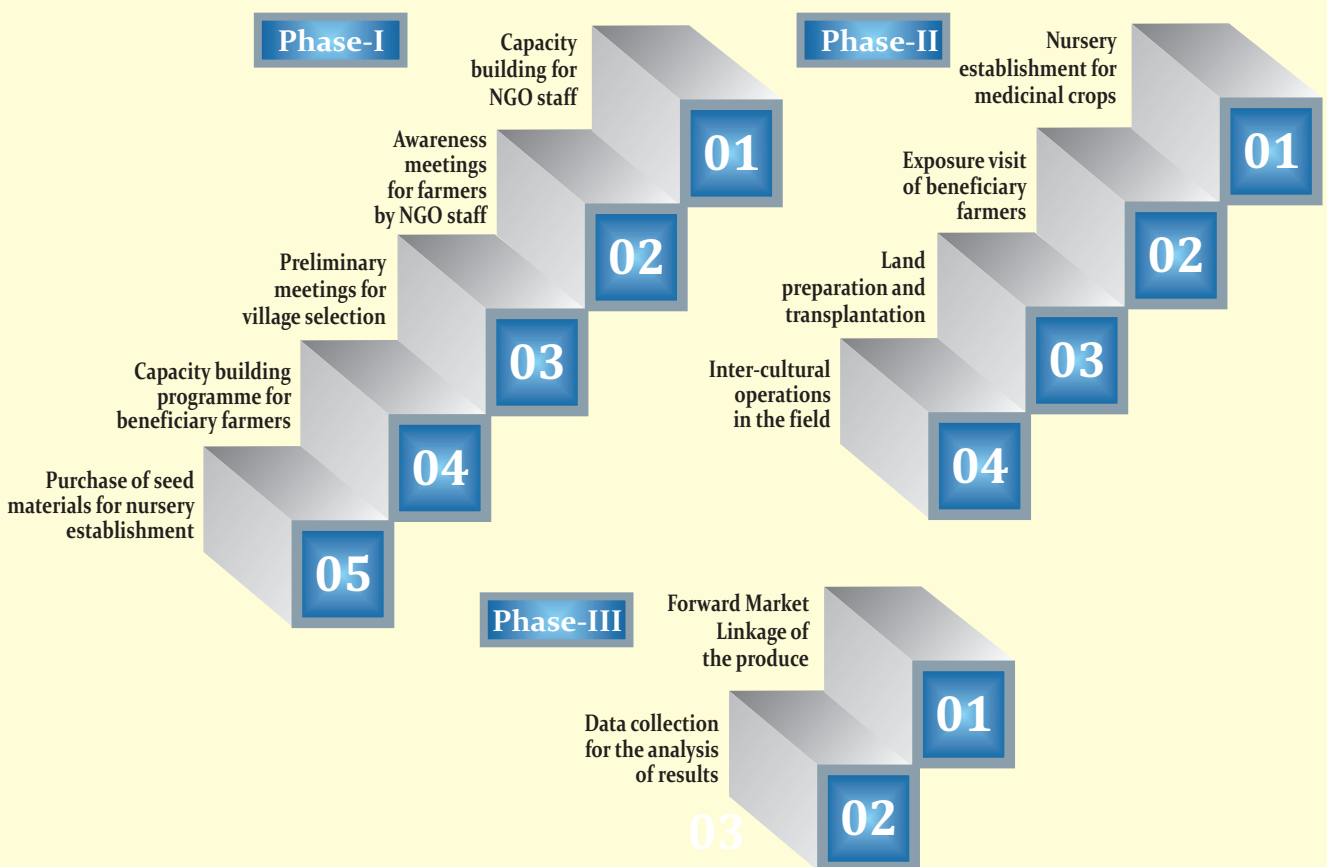 Phase-I
Capacity
building for
NGO staff
01
Awareness
meetings
for farmers
by NGO staff
02
Preliminary
meetings for
village selection
03
Capacity building
programme for
beneficiary farmers
04
Purchase of seed
materials for nursery
establishment
05
Phase-II
Nursery
establishment for
medicinal crops
01
Exposure visit
of beneficiary
farmers
02
Land
preparation and
transplantation
03
Inter-cultural
operations
in the field
04
Phase-III
Forward Market
Linkage of
the produce
01
Data collection
for the analysis
of results
02
03